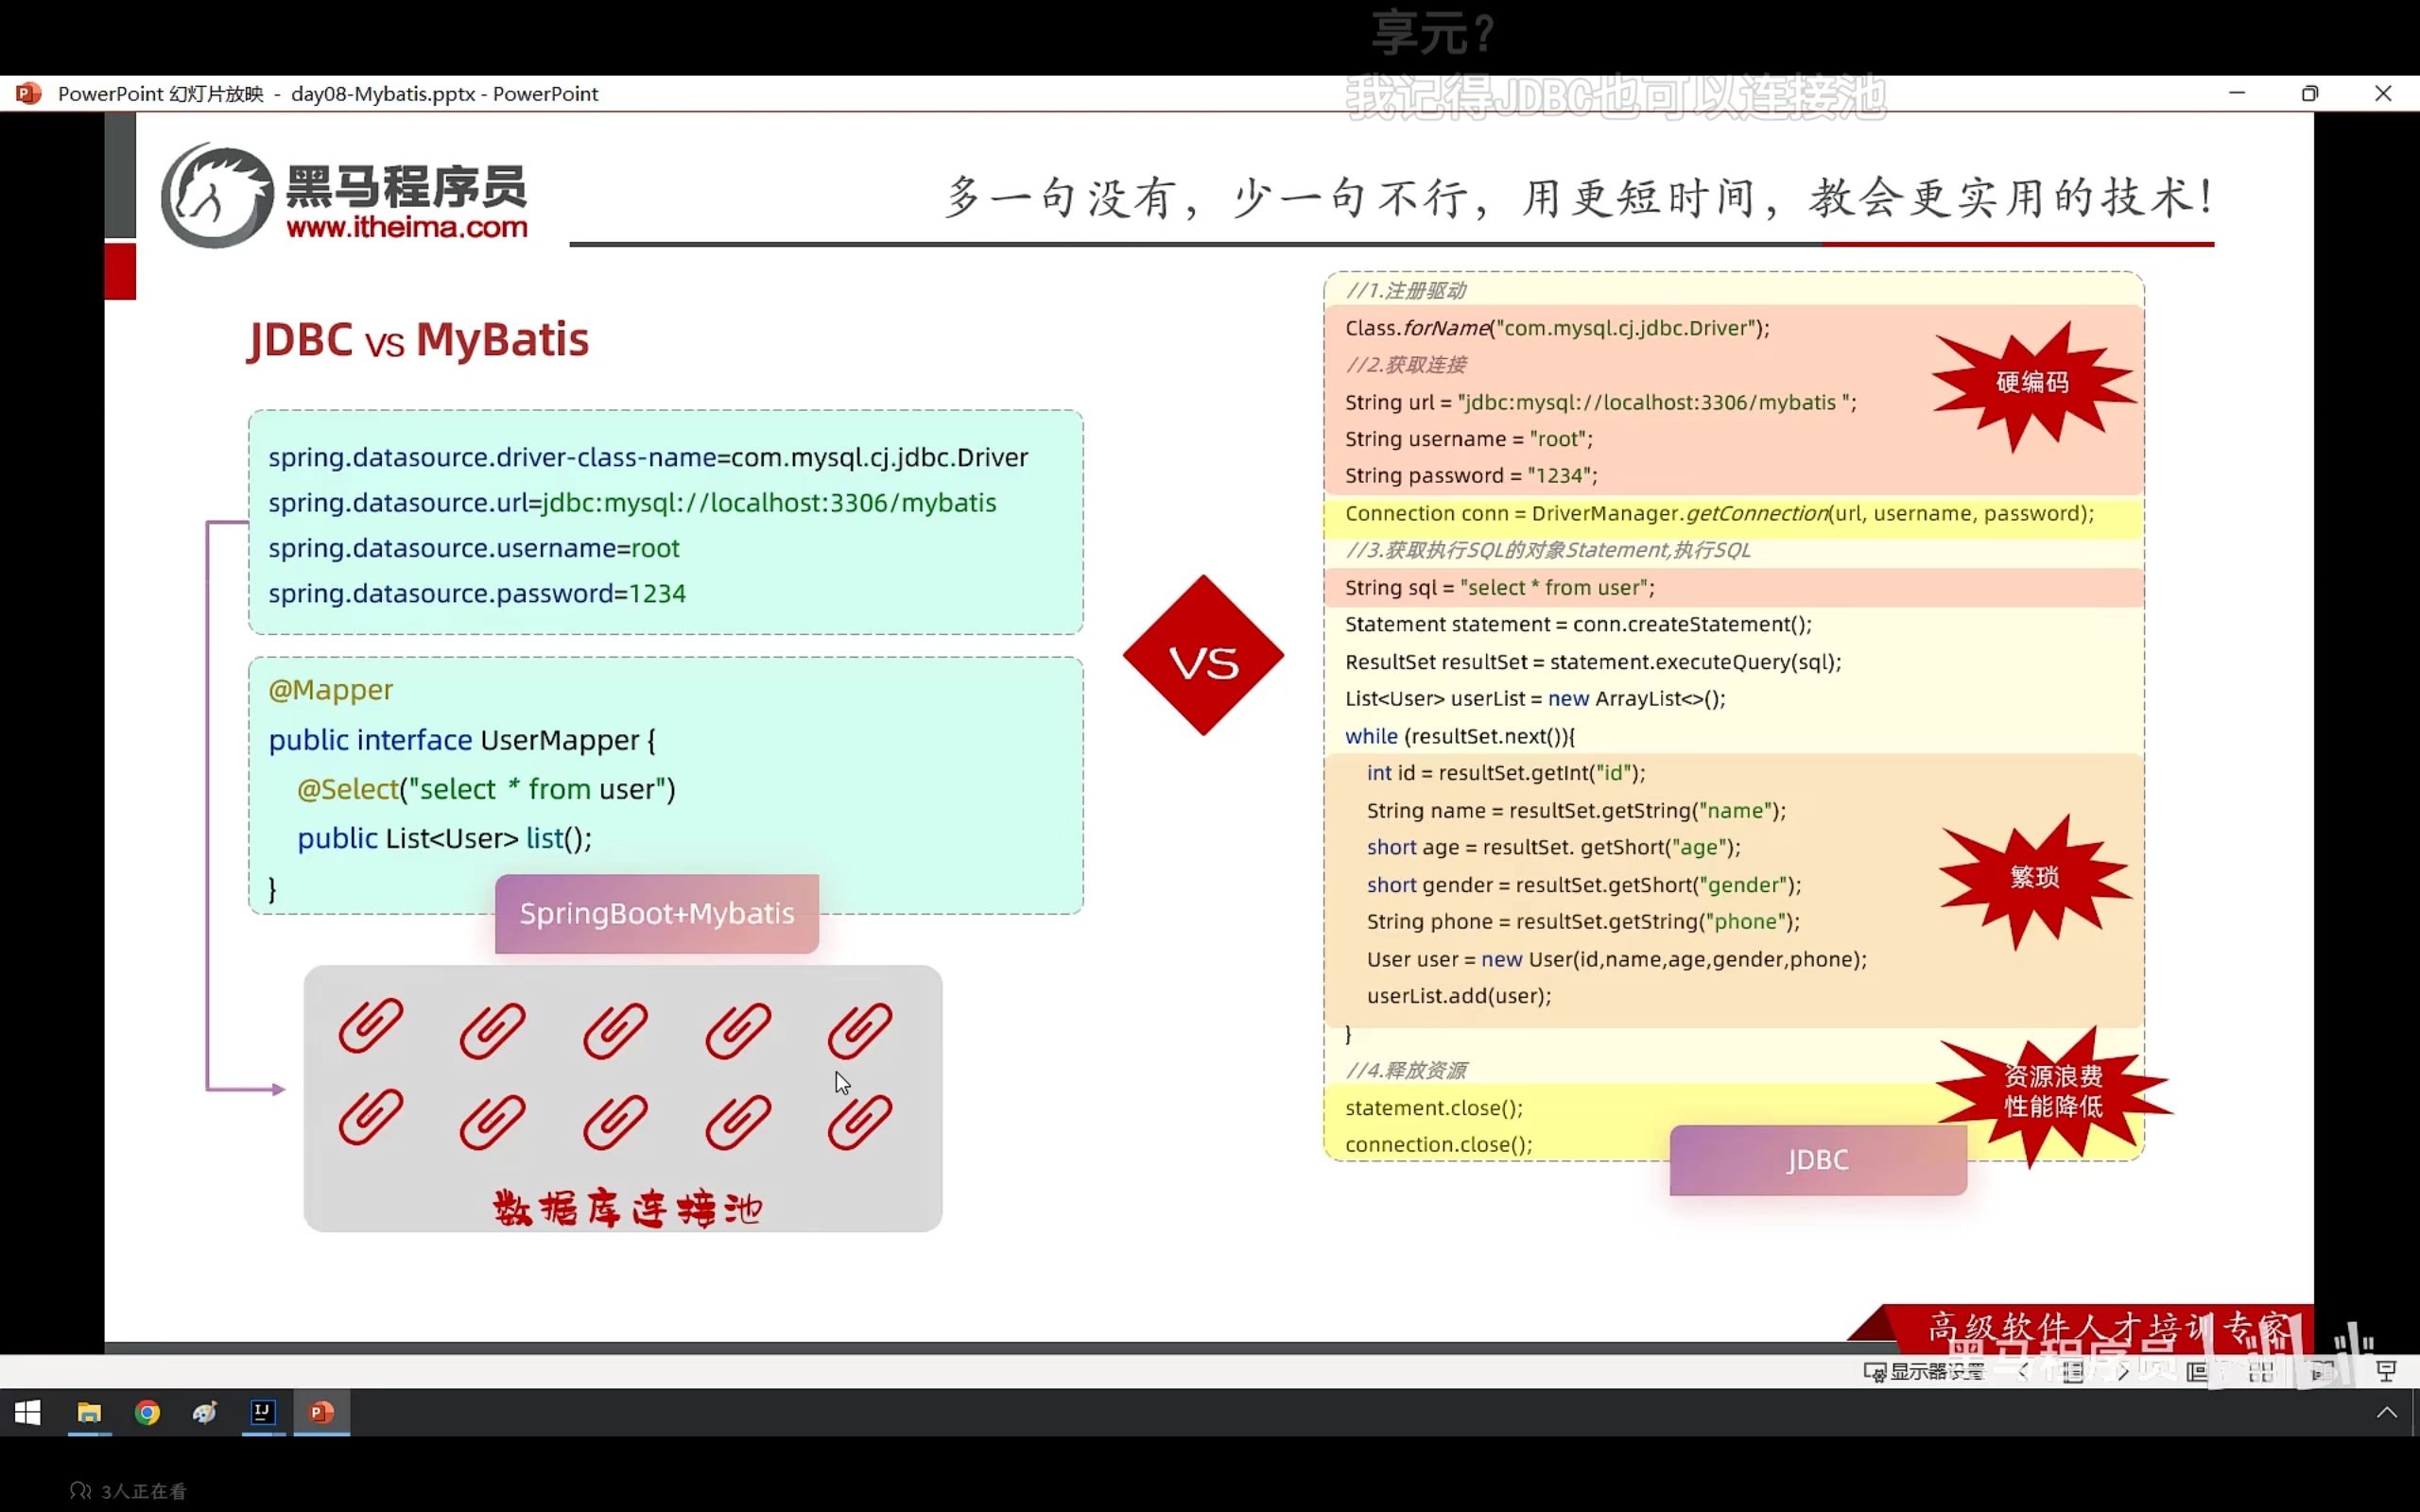 享元？
我记得JDBC也可以连接池
PowerPoint 幻灯片放映 - day08-Mybatis.pptx - PowerPoint
黑马程序员
www.itheima.com
多一句没有，少一句不行，用更短时间，教会更实用的技术！
JDBC vs MyBatis
spring.datasource.driver-class-name=com.mysql.cj.jdbc.Driver
spring.datasource.url=jdbc:mysql://localhost:3306/mybatis
spring.datasource.username=root
spring.datasource.password=1234
@Mapper
public interface UserMapper {
@Select("select * from user")
public List<User> list();
}
SpringBoot+Mybatis
数据库连接池
VS
//1.注册驱动
Class.forName("com.mysql.cj.jdbc.Driver");
//2.获取连接
String url = "jdbc:mysql://localhost:3306/mybatis ";
String username = "root";
String password = "1234";
硬编码
Connection conn = DriverManager.getConnection(url, username, password);
//3.获取执行SQL的对象Statement,执行SQL
String sql = "select * from user";
Statement statement = conn.createStatement();
ResultSet resultSet = statement.executeQuery(sql);
List<User> userList = new ArrayList<>();
while (resultSet.next()){
int id = resultSet.getInt("id");
String name = resultSet.getString("name");
short age = resultSet. getShort("age");
short gender = resultSet.getShort("gender");
String phone = resultSet.getString("phone");
User user = new User(id,name,age,gender,phone);
userList.add(user);
繁琐
}
//4.释放资源
statement.close();
connection.close();
资源浪费
性能降低
JDBC
高级软件人才培训专家
黑马程序员
显示器设置
3人正在看